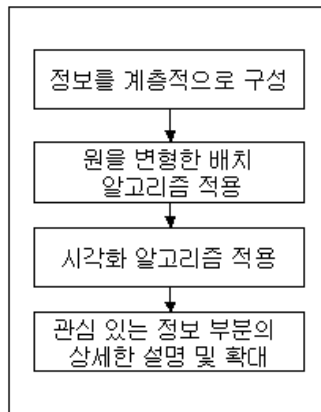 정보를 계층적으로 구성
원을 변형한 배치
알고리즘 적용
시각화 알고리즘 적용
관심 있는 정보 부분의
상세한 설명 및 확대